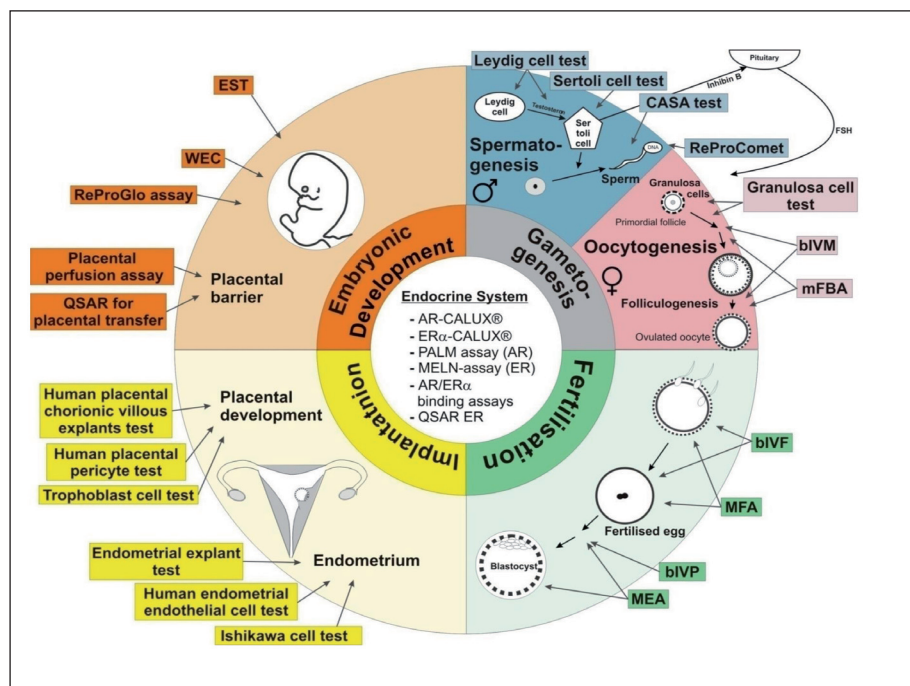 Leydig cell test
Sertoli cell test
CASA test
ReProComet
Pituitary
Inhibin B
FSH
Leydig
cell
Testosteron
Ser
toli
cell
Spermato-
genesis
♂
Sperm
DNA
Granulosa
cells
Primordial follicle
Oocytogenesis
♀
Folliculogenesis
Ovulated oocyte
Granulosa cell
test
bIVM
mFBA
EST
WEC
ReProGlo assay
Placental
perfusion assay
QSAR for
placental transfer
Placental
barrier
Embryonic
Development
Gameto-
genesis
Endocrine System
- AR-CALUX®
- ERα-CALUX®
- PALM assay (AR)
- MELN-assay (ER)
- AR/ERα
binding assays
- QSAR ER
Implantatnion
Fertilisation
Human placental
chorionic villous
explants test
Human placental
pericyte test
Trophoblast cell test
Placental
development
Endometrial explant
test
Human endometrial
endothelial cell test
Ishikawa cell test
Endometrium
bIVF
MFA
Fertilised egg
bIVP
MEA
Blastocyst